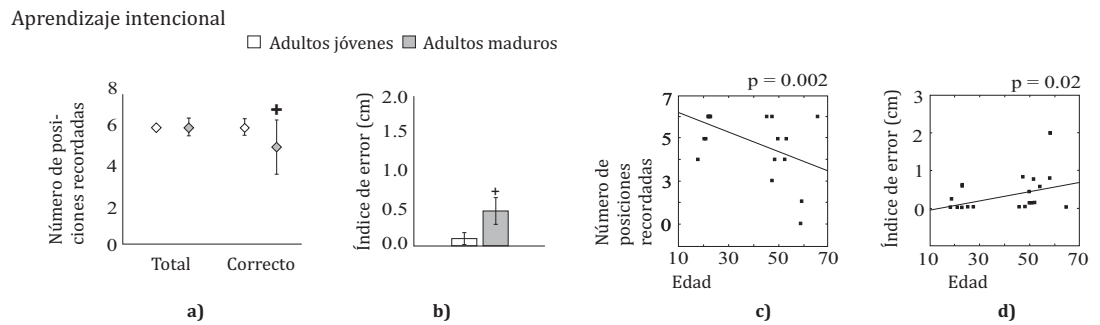 Aprendizaje intencional
Adultos jóvenes
Adultos maduros
Número de posi-
ciones recordadas
8
6
4
2
0
+
Total
Correcto
a)
Índice de error (cm)
2.0
1.5
1.0
0.5
0.0
+
b)
p = 0.002
Número de
posiciones
recordadas
7
5
3
0
10
30
50
70
Edad
c)
p = 0.02
Índice de error (cm)
3
2
1
0
10
30
50
70
Edad
d)